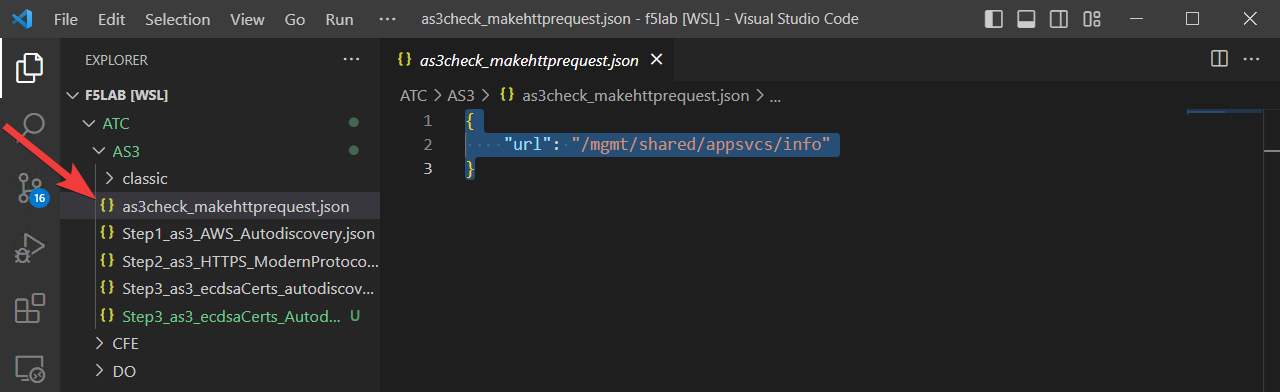 File Edit Selection View Go Run ··· as3check_makehttprequest.json - f5lab [WSL] - Visual Studio Code
EXPLORER ···
as3check_makehttprequest.json
F5LAB [WSL]
ATC > AS3 > {} as3check_makehttprequest.json > ...
ATC
AS3
classic
{} as3check_makehttprequest.json
{} Step1_as3_AWS_Autodiscovery.json
{} Step2_as3_HTTPS_ModernProtoco...
{} Step3_as3_ecdsaCerts_autodiscov...
{} Step3_as3_ecdsaCerts_Autod... U
CFE
DO
16
1 {
2 "url": "/mgmt/shared/appsvcs/info"
3 }